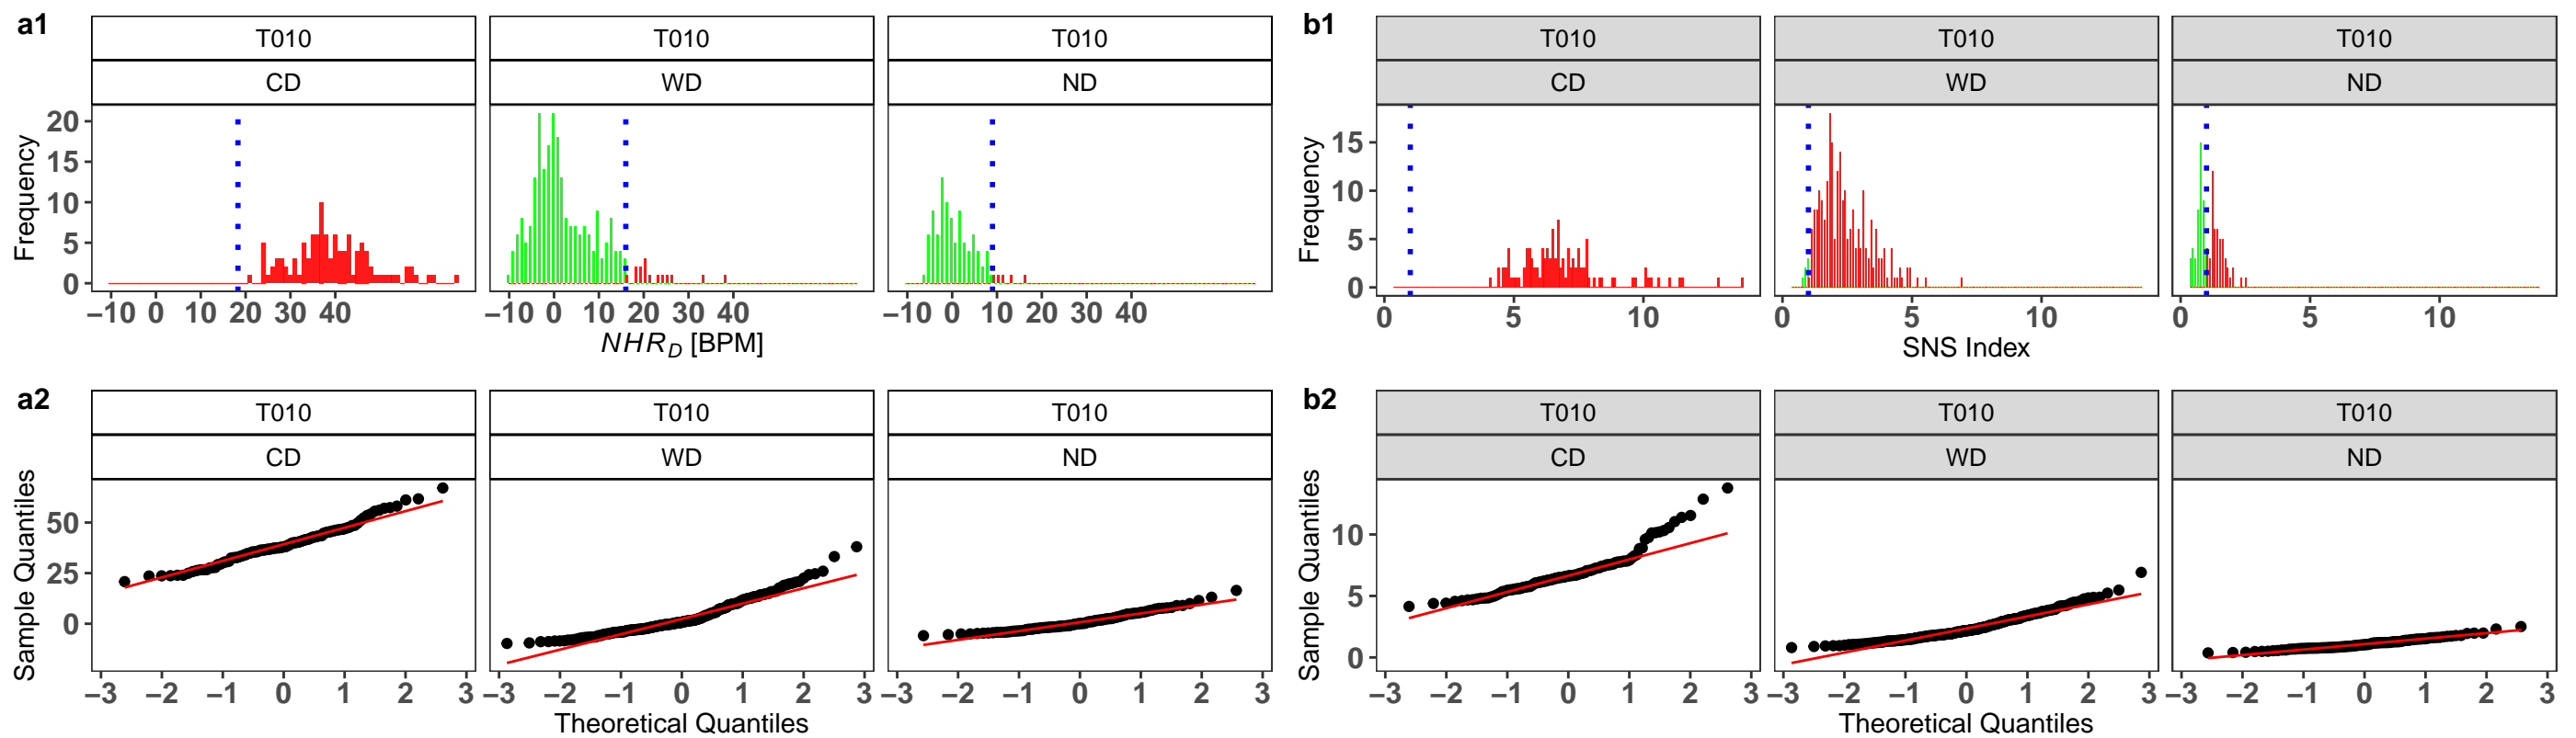 a1
T010 T010 T010
CD WD ND
Frequency
20
15
10
5
0
−10 0 10 20 30 40 −10 0 10 20 30 40 −10 0 10 20 30 40
NHR_D [BPM]
b1
T010 T010 T010
CD WD ND
Frequency
15
10
5
0
0 5 10 0 5 10 0 5 10
SNS Index
a2
T010 T010 T010
CD WD ND
Sample Quantiles
50
25
0
−3 −2 −1 0 1 2 3 −3 −2 −1 0 1 2 3 −3 −2 −1 0 1 2 3
Theoretical Quantiles
b2
T010 T010 T010
CD WD ND
Sample Quantiles
10
5
0
−3 −2 −1 0 1 2 3 −3 −2 −1 0 1 2 3 −3 −2 −1 0 1 2 3
Theoretical Quantiles